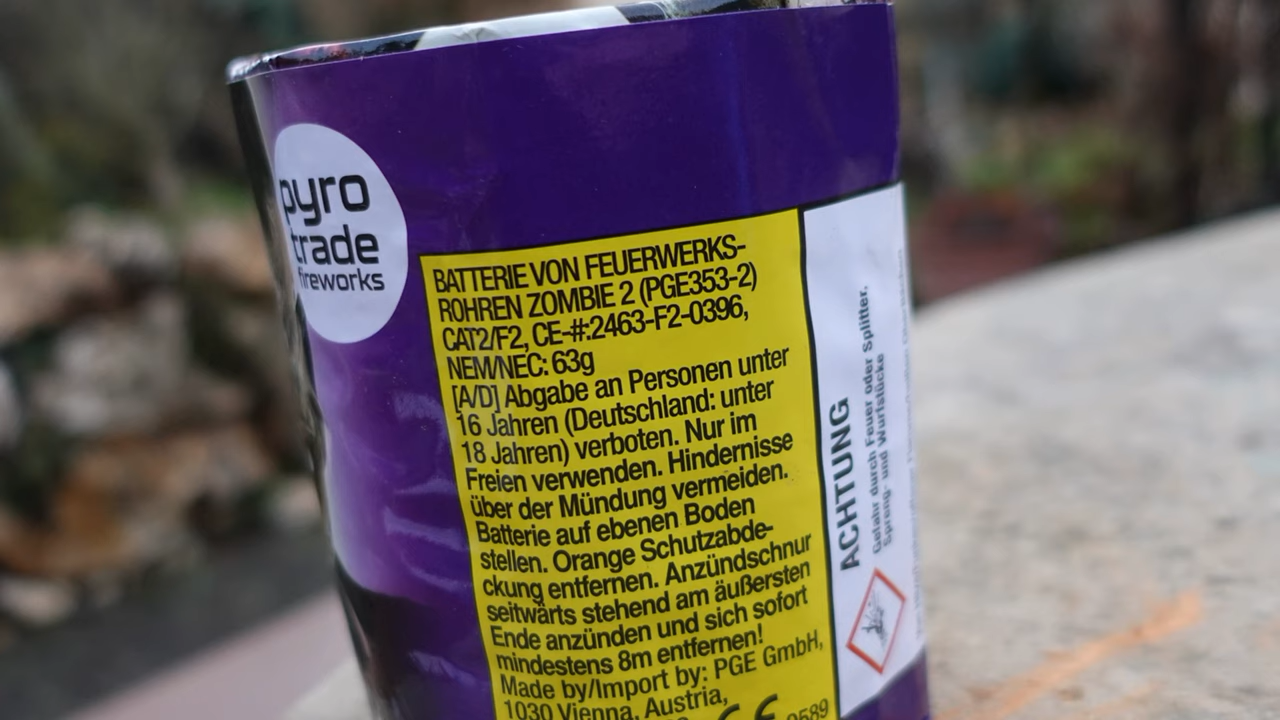 pyro
trade
fireworks
BATTERIE VON FEUERWERKS-
ROHREN ZOMBIE 2 (PGE353-2)
CAT2/F2, CE-#:2463-F2-0396,
NEM/NEC: 63g
[A/D] Abgabe an Personen unter
16 Jahren (Deutschland: unter
18 Jahren) verboten. Nur im
Freien verwenden. Hindernisse
über der Mündung vermeiden.
Batterie auf ebenen Boden
stellen. Orange Schutzabde-
ckung entfernen. Anzündschnur
seitwärts stehend am äußersten
Ende anzünden und sich sofort
mindestens 8m entfernen!
Made by/Import by: PGE GmbH,
1030 Vienna, Austria,
CE 0589
ACHTUNG
Gefahr durch Feuer oder Splitter,
Spreng- und Wurfstücke